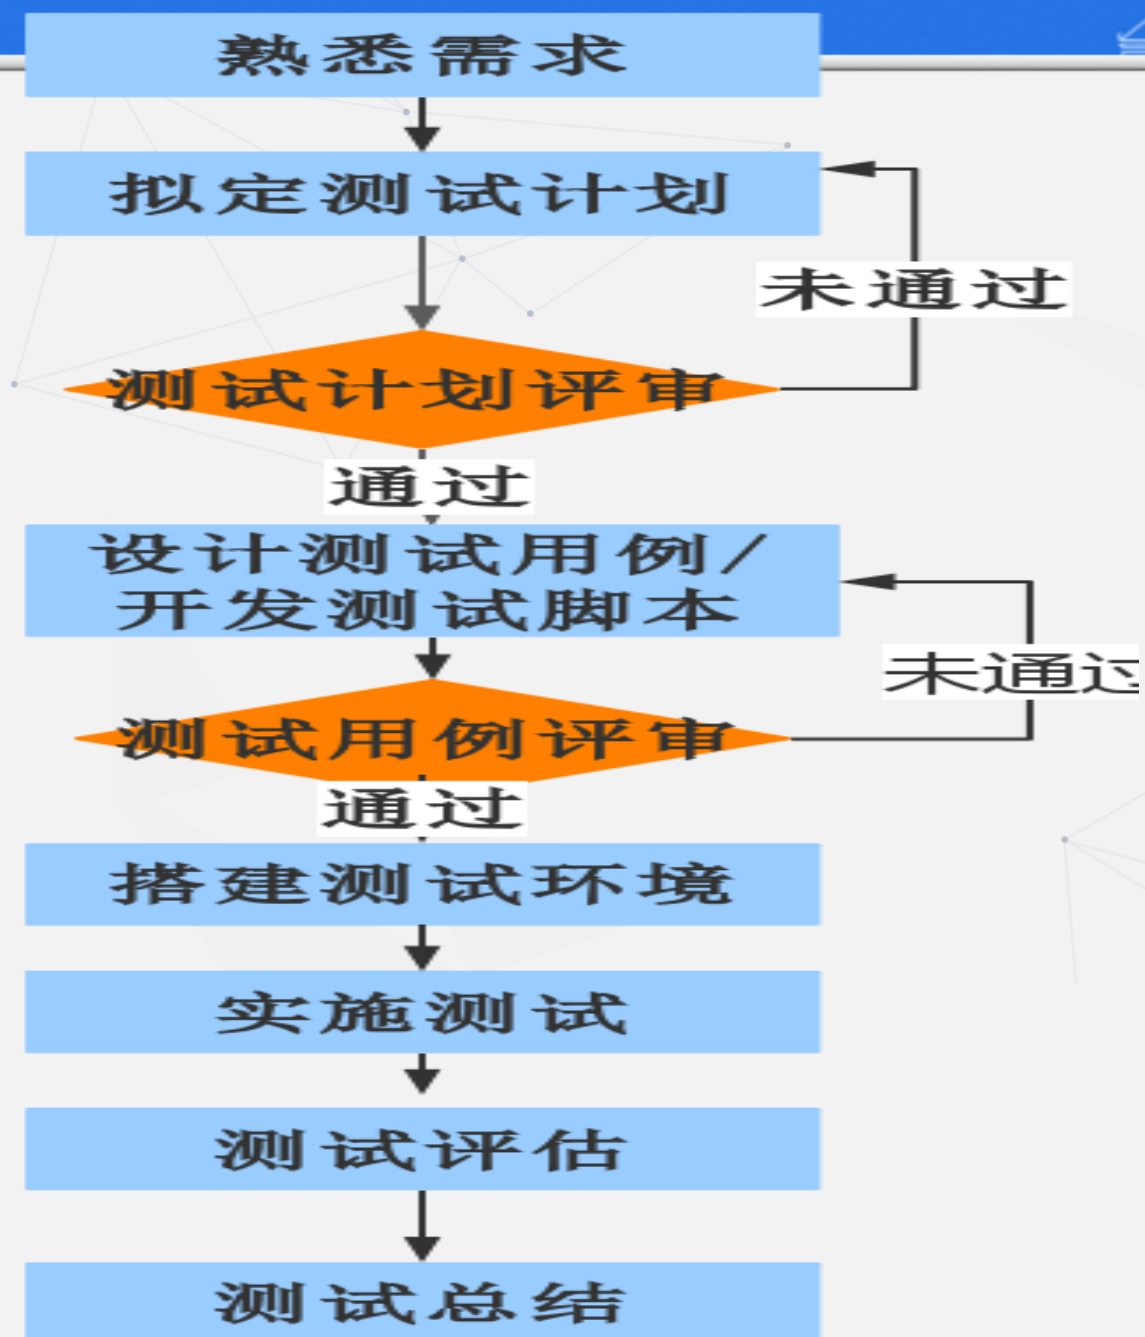 熟悉需求
拟定测试计划
未通过
测试计划评审
通过
设计测试用例/
开发测试脚本
未通过
测试用例评审
通过
搭建测试环境
实施测试
测试评估
测试总结